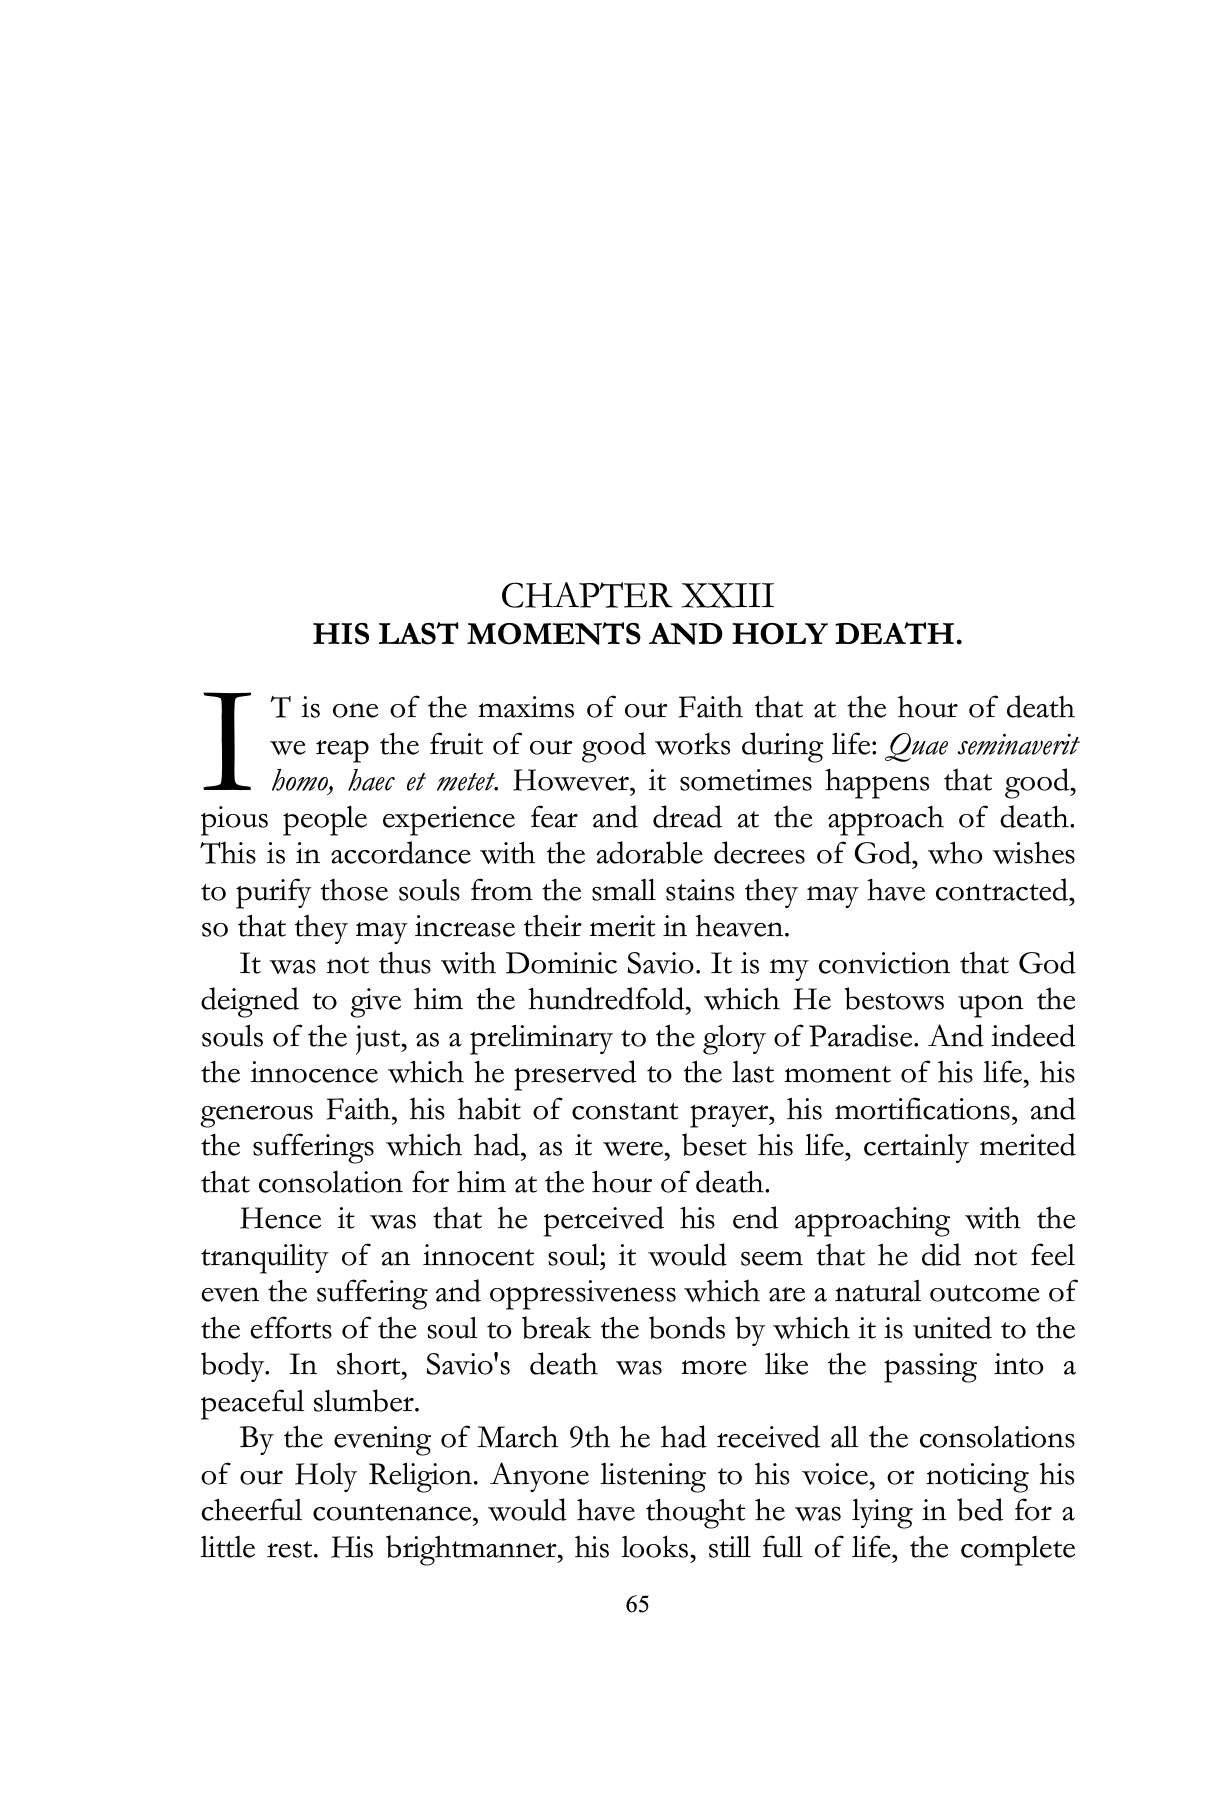 CHAPTER XXIII
HIS LAST MOMENTS AND HOLY DEATH.
IT is one of the maxims of our Faith that at the hour of death
we reap the fruit of our good works during life: Quae seminaverit
homo, haec et metet. However, it sometimes happens that good,
pious people experience fear and dread at the approach of death.
This is in accordance with the adorable decrees of God, who wishes
to purify those souls from the small stains they may have contracted,
so that they may increase their merit in heaven.
It was not thus with Dominic Savio. It is my conviction that God
deigned to give him the hundredfold, which He bestows upon the
souls of the just, as a preliminary to the glory of Paradise. And indeed
the innocence which he preserved to the last moment of his life, his
generous Faith, his habit of constant prayer, his mortifications, and
the sufferings which had, as it were, beset his life, certainly merited
that consolation for him at the hour of death.
Hence it was that he perceived his end approaching with the
tranquility of an innocent soul; it would seem that he did not feel
even the suffering and oppressiveness which are a natural outcome of
the efforts of the soul to break the bonds by which it is united to the
body. In short, Savio's death was more like the passing into a
peaceful slumber.
By the evening of March 9th he had received all the consolations
of our Holy Religion. Anyone listening to his voice, or noticing his
cheerful countenance, would have thought he was lying in bed for a
little rest. His brightmanner, his looks, still full of life, the complete
65